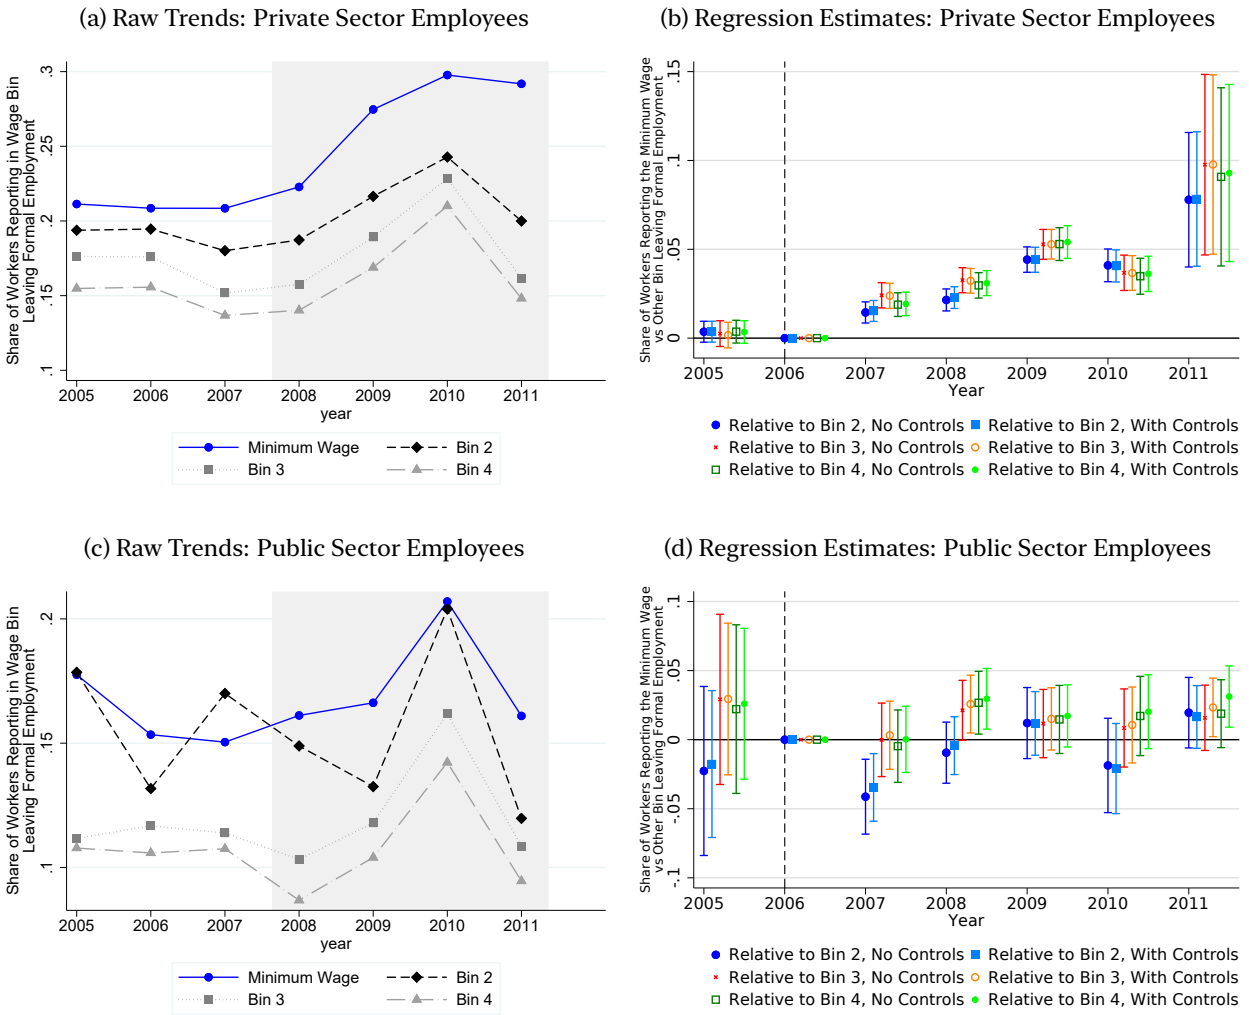 (a) Raw Trends: Private Sector Employees
Share of Workers Reporting in Wage Bin
Leaving Formal Employment
.3
.25
.2
.15
.1
2005 2006 2007 2008 2009 2010 2011
year
Minimum Wage Bin 2
Bin 3 Bin 4
(b) Regression Estimates: Private Sector Employees
Share of Workers Reporting the Minimum Wage
vs Other Bin Leaving Formal Employment
.15
.1
.05
0
2005 2006 2007 2008 2009 2010 2011
Year
Relative to Bin 2, No Controls Relative to Bin 2, With Controls
Relative to Bin 3, No Controls Relative to Bin 3, With Controls
Relative to Bin 4, No Controls Relative to Bin 4, With Controls
(c) Raw Trends: Public Sector Employees
Share of Workers Reporting in Wage Bin
Leaving Formal Employment
.2
.15
.1
2005 2006 2007 2008 2009 2010 2011
year
Minimum Wage Bin 2
Bin 3 Bin 4
(d) Regression Estimates: Public Sector Employees
Share of Workers Reporting the Minimum Wage
vs Other Bin Leaving Formal Employment
.1
.05
0
-.05
-.1
2005 2006 2007 2008 2009 2010 2011
Year
Relative to Bin 2, No Controls Relative to Bin 2, With Controls
Relative to Bin 3, No Controls Relative to Bin 3, With Controls
Relative to Bin 4, No Controls Relative to Bin 4, With Controls